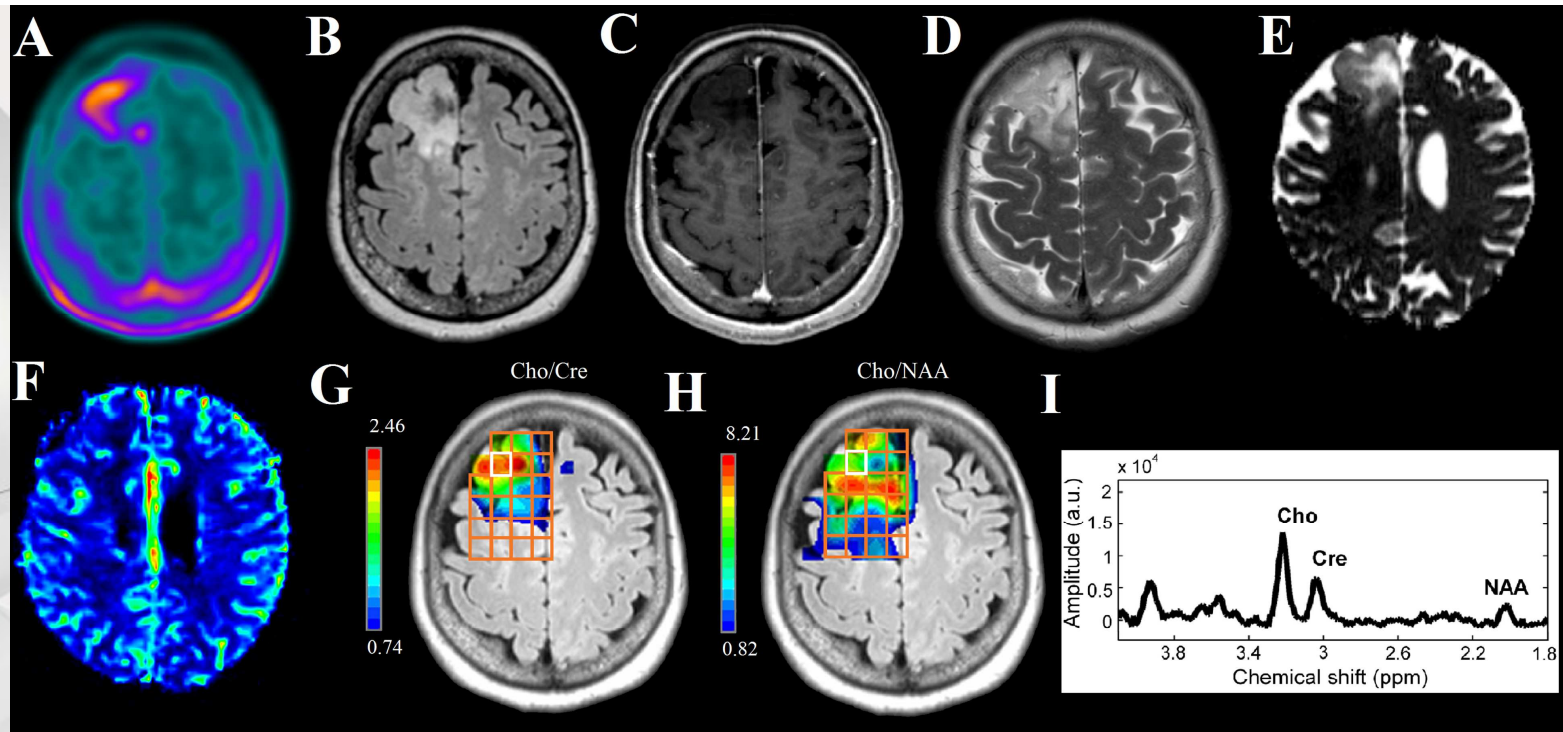 A
B
C
D
E
F
G
Cho/Cre
2.46
0.74
H
Cho/NAA
8.21
0.82
I
x 10⁴
2
1.5
1
0.5
0
Amplitude (a.u.)
Cho
Cre
NAA
3.8 3.4 3 2.6 2.2 1.8
Chemical shift (ppm)